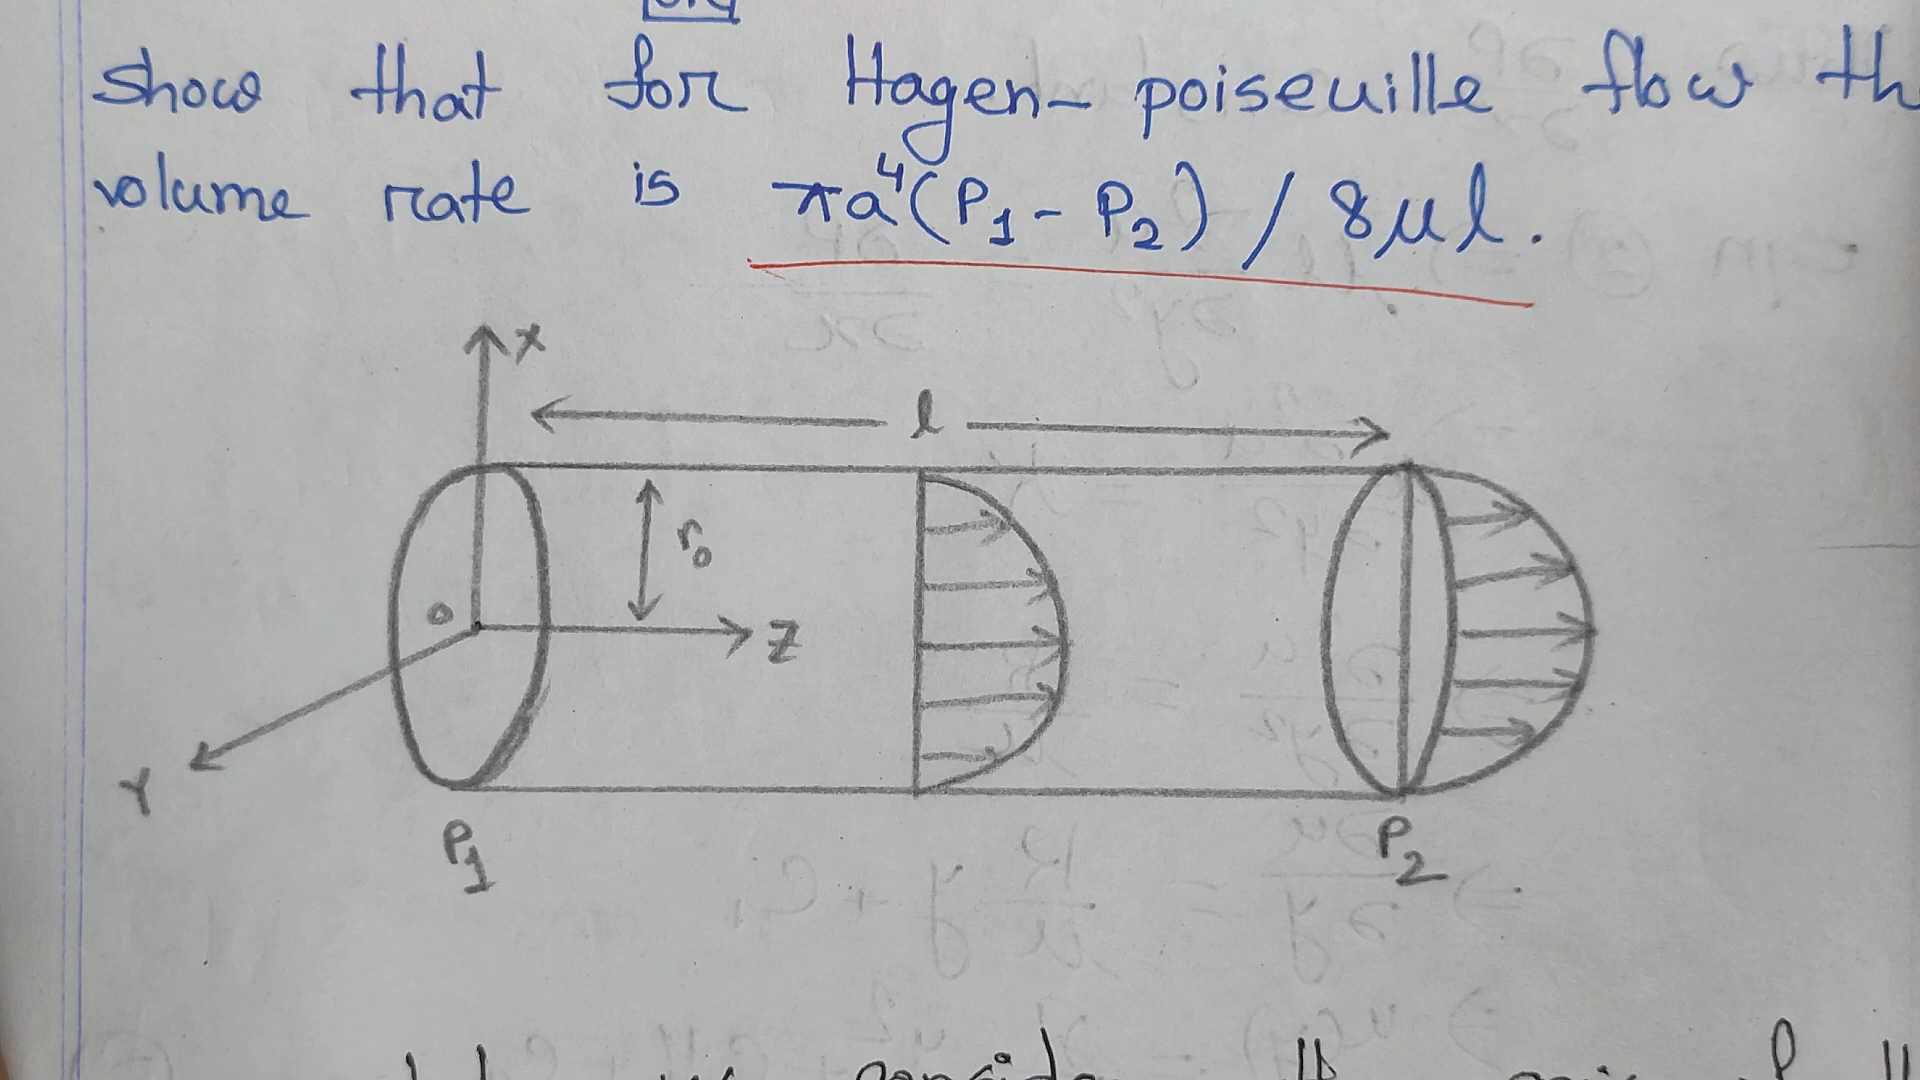 show that for Hagen- poiseuille flow th
volume rate is πa⁴(P₁ - P₂) / 8μl.
X
l
r₀
o
Z
Y
P₁
P₂